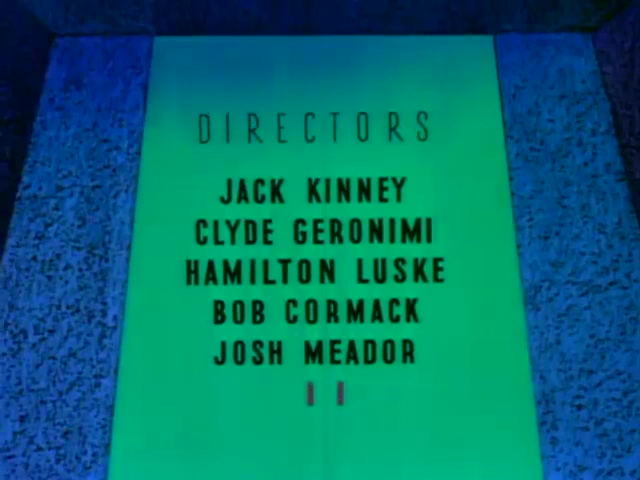 DIRECTORS
JACK KINNEY
CLYDE GERONIMI
HAMILTON LUSKE
BOB CORMACK
JOSH MEADOR